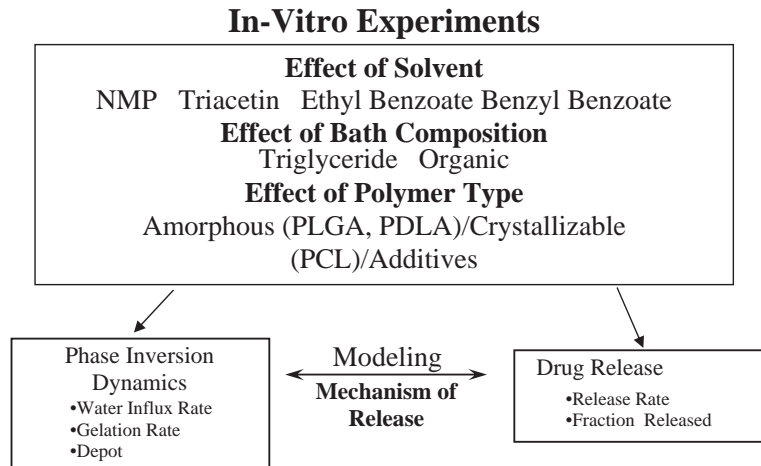 In-Vitro Experiments
Effect of Solvent
NMP Triacetin Ethyl Benzoate Benzyl Benzoate
Effect of Bath Composition
Triglyceride Organic
Effect of Polymer Type
Amorphous (PLGA, PDLA)/Crystallizable
(PCL)/Additives
Phase Inversion
Dynamics
•Water Influx Rate
•Gelation Rate
•Depot
Modeling
Mechanism of
Release
Drug Release
•Release Rate
•Fraction Released